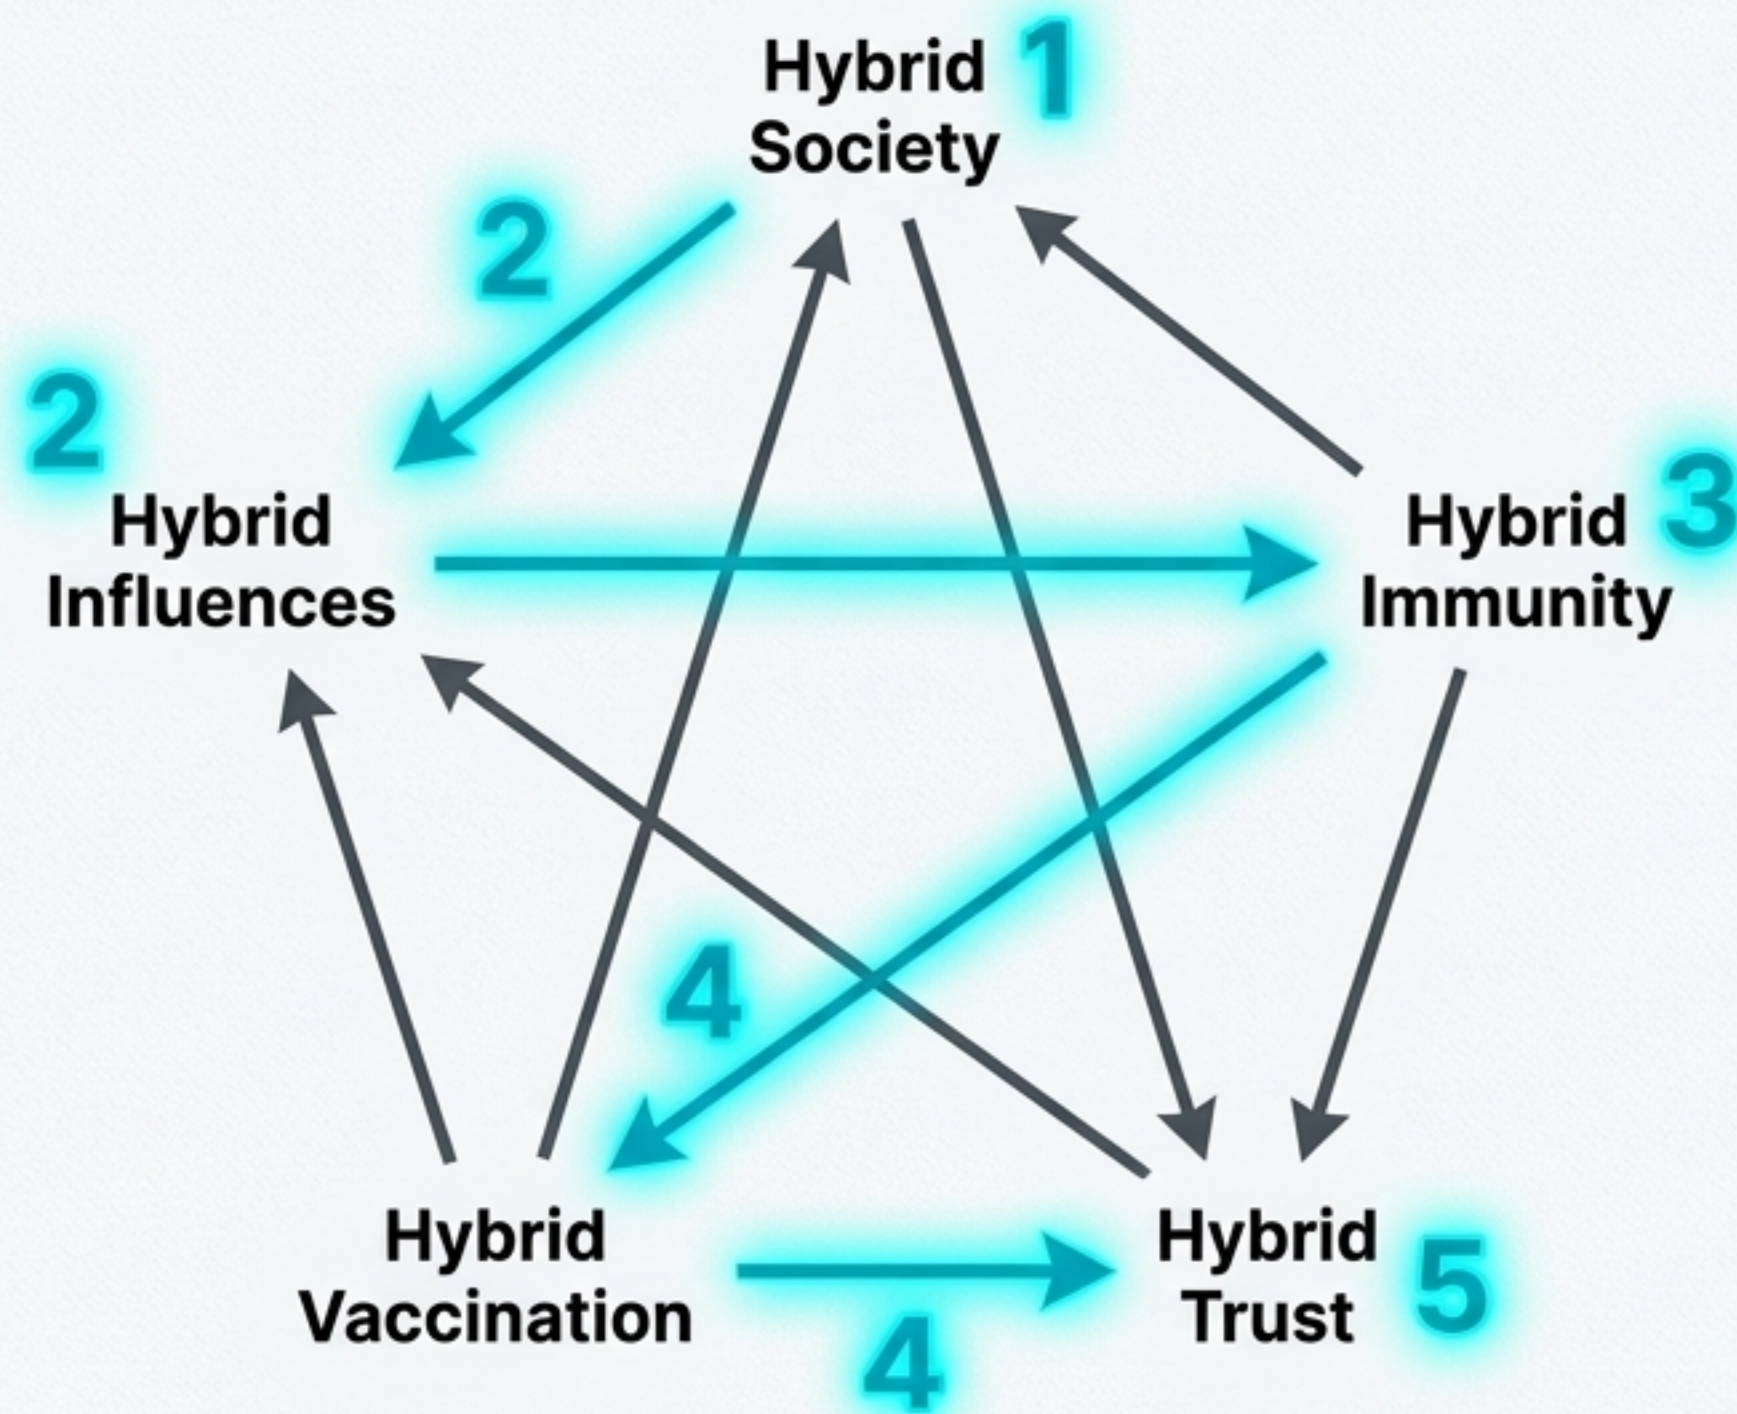 Hybrid
Society
1
2
2
Hybrid
Influences
Hybrid
Immunity
3
4
Hybrid
Vaccination
4
Hybrid
Trust
5